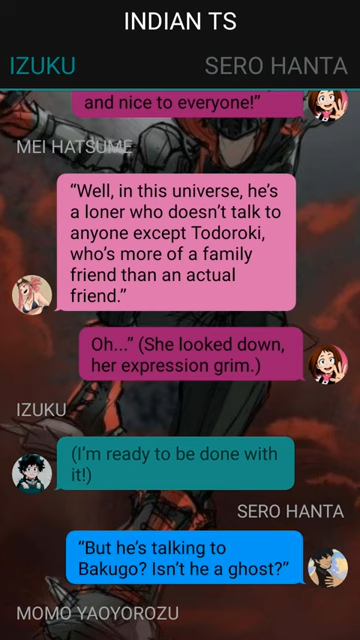 INDIAN TS
IZUKU
SERO HANTA
and nice to everyone!”
MEI HATSUME
“Well, in this universe, he’s
a loner who doesn’t talk to
anyone except Todoroki,
who’s more of a family
friend than an actual
friend.”
Oh...” (She looked down,
her expression grim.)
IZUKU
(I’m ready to be done with
it!)
SERO HANTA
“But he’s talking to
Bakugo? Isn’t he a ghost?”
MOMO YAOYOROZU